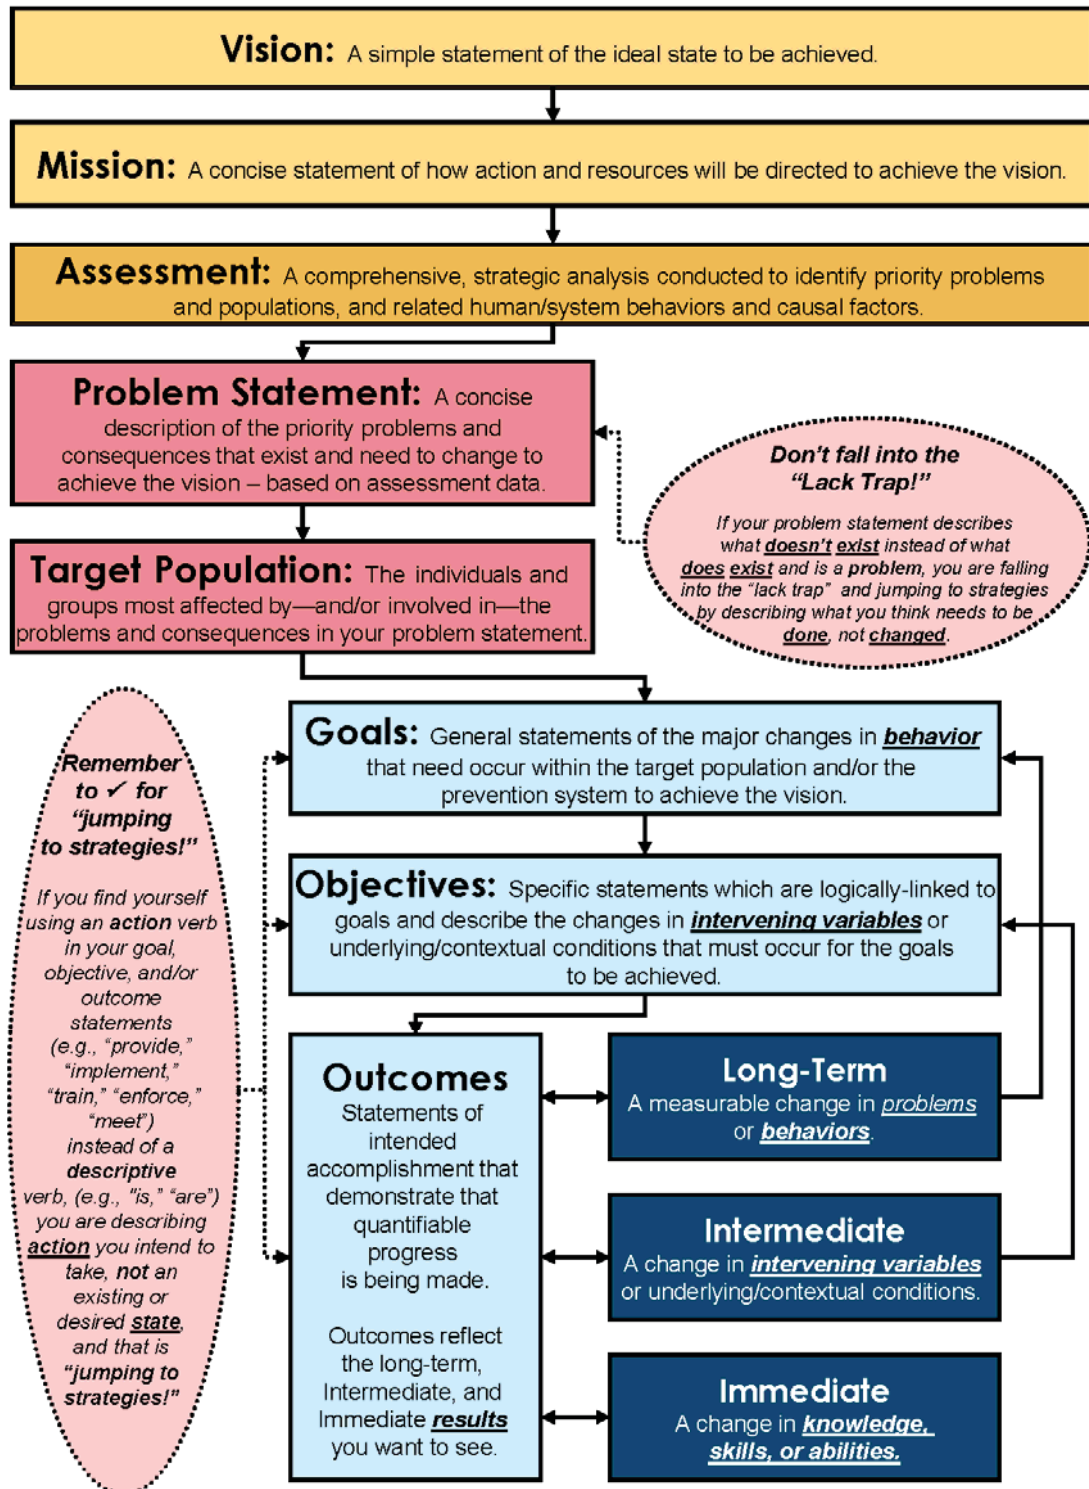 Vision: A simple statement of the ideal state to be achieved.
Mission: A concise statement of how action and resources will be directed to achieve the vision.
Assessment: A comprehensive, strategic analysis conducted to identify priority problems
and populations, and related human/system behaviors and causal factors.
Problem Statement: A concise
description of the priority problems and
consequences that exist and need to change to
achieve the vision – based on assessment data.
Don't fall into the
"Lack Trap!"
If your problem statement describes
what doesn't exist instead of what
does exist and is a problem, you are falling
into the "lack trap" and jumping to strategies
by describing what you think needs to be
done, not changed.
Target Population: The individuals and
groups most affected by—and/or involved in—the
problems and consequences in your problem statement.
Goals: General statements of the major changes in behavior
that need occur within the target population and/or the
prevention system to achieve the vision.
Remember
to ✓ for
"jumping
to strategies!"
If you find yourself
using an action verb
in your goal,
objective, and/or
outcome
statements
(e.g., "provide,"
"implement,"
"train," "enforce,"
"meet")
instead of a
descriptive
verb, (e.g., "is," "are")
you are describing
action you intend to
take, not an
existing or
desired state,
and that is
"jumping to
strategies!"
Objectives: Specific statements which are logically-linked to
goals and describe the changes in intervening variables or
underlying/contextual conditions that must occur for the goals
to be achieved.
Outcomes
Statements of
intended
accomplishment that
demonstrate that
quantifiable
progress
is being made.
Outcomes reflect
the long-term,
Intermediate, and
Immediate results
you want to see.
Long-Term
A measurable change in problems
or behaviors.
Intermediate
A change in intervening variables
or underlying/contextual conditions.
Immediate
A change in knowledge,
skills, or abilities.